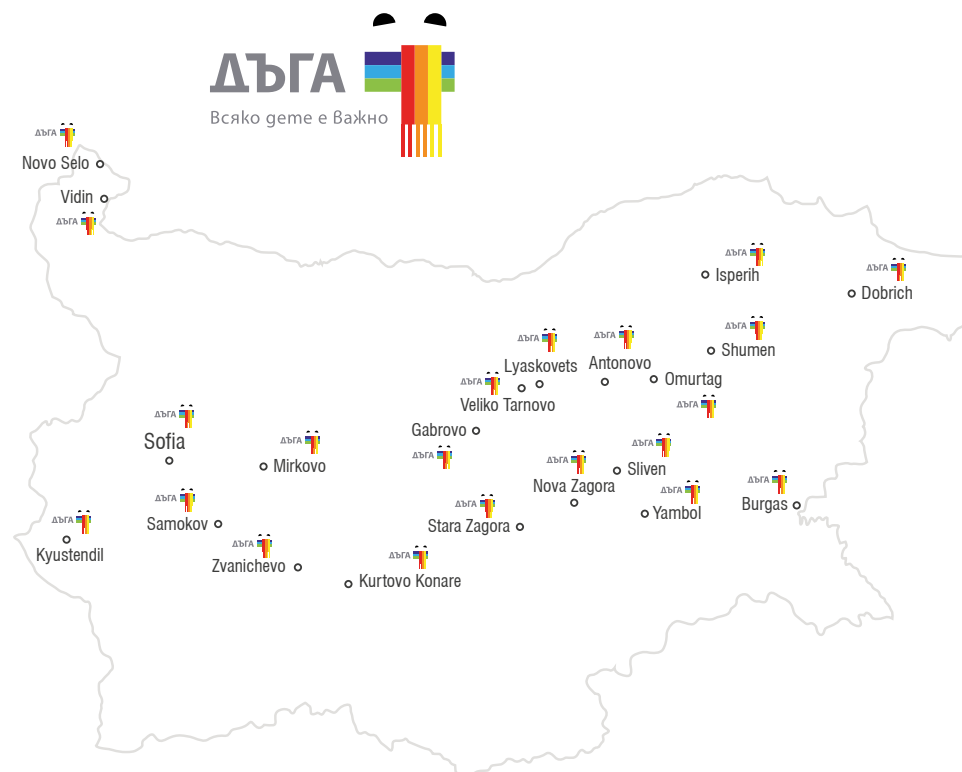 ДЪГА
Всяко дете е Важно
ДЪГА
Novo Selo
Vidin
ДЪГА
ДЪГА
Isperih
ДЪГА
Dobrich
ДЪГА
Shumen
ДЪГА
Lyaskovets
ДЪГА
Antonovo
Omurtag
ДЪГА
ДЪГА
Veliko Tarnovo
Gabrovo
ДЪГА
ДЪГА
Sofia
ДЪГА
Mirkovo
ДЪГА
Sliven
ДЪГА
Nova Zagora
ДЪГА
Yambol
ДЪГА
Burgas
ДЪГА
Samokov
ДЪГА
Stara Zagora
ДЪГА
Kyustendil
ДЪГА
Zvanichevo
ДЪГА
Kurtovo Konare